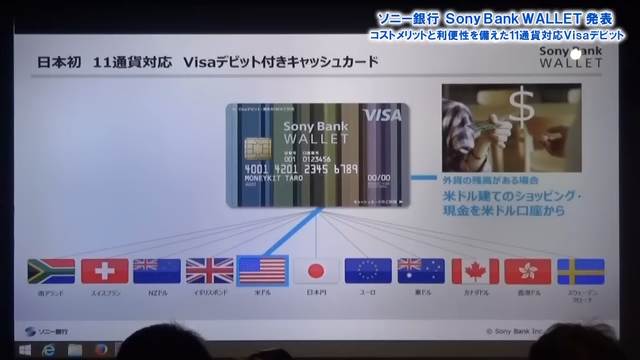 ソニー銀行 Sony Bank WALLET 発表
コストメリットと利便性を備えた11通貨対応Visaデビット
日本初 11通貨対応 Visaデビット付きキャッシュカード
Sony Bank
WALLET
VISA
Sony Bank
WALLET
001 0123456
4001 4201 2345 6789
MONEYKIT TARO
00/00
$
外貨の残高がある場合
米ドル建てのショッピング・
現金を米ドル口座から
南アランド
スイスフラン
NZドル
イギリスポンド
米ドル
日本円
ユーロ
豪ドル
カナダドル
香港ドル
スウェーデン
クローナ
ソニー銀行
© Sony Bank Inc.